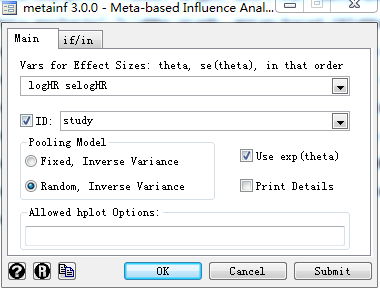 metainf 3.0.0 - Meta-based Influence Anal...
Main
if/in
Vars for Effect Sizes: theta, se(theta), in that order
logHR selogHR
ID:
study
Pooling Model
Fixed, Inverse Variance
Use exp(theta)
Random, Inverse Variance
Print Details
Allowed hplot Options:
?
R
OK
Cancel
Submit